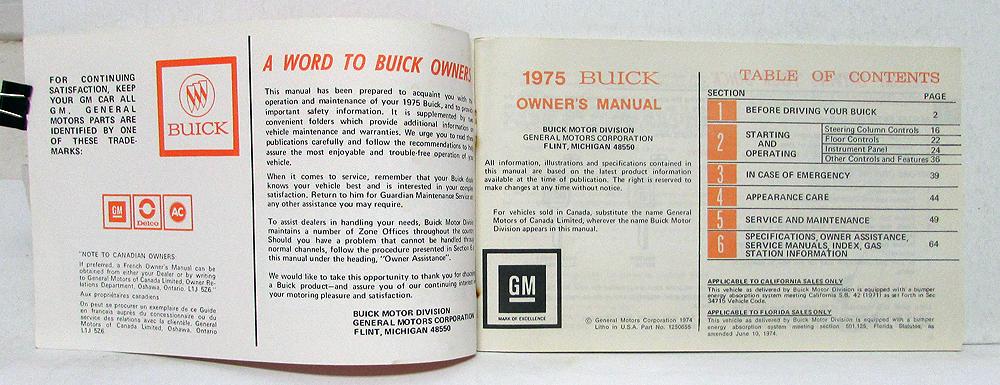 FOR CONTINUING
SATISFACTION, KEEP
YOUR GM CAR ALL
GM. GENERAL
MOTORS PARTS ARE
IDENTIFIED BY ONE
OF THESE TRADE-
MARKS:
BUICK
GM
Delco
AC
"NOTE TO CANADIAN OWNERS:
If preferred, a French Owner's Manual can be
obtained from either your Dealer or by writing
to General Motors of Canada Limited, Owner Re-
lations Department, Oshawa, Ontario. L1J 5Z6."
Aux proprietaires canadiens
On peut se procurer un exemplaire de ce Guide
en francais auprès du concessionnaire ou du
service des relations avec la clientèle, General
Motors of Canada Limited, Oshawa, Ontario
L1J 5Z6
A WORD TO BUICK OWNERS
This manual has been prepared to acquaint you with the
operation and maintenance of your 1975 Buick, and to
important safety information. It is supplemented by
convenient folders which provide additional information
vehicle maintenance and warranties. We urge you to read
publications carefully and follow the recommendations to
assure the most enjoyable and trouble-free operation of
vehicle.
When it comes to service, remember that your Buick
knows your vehicle best and is interested in your
satisfaction. Return to him for Guardian Maintenance Service
any other assistance you may require.
To assist dealers in handling your needs, Buick Motor
maintains a number of Zone Offices throughout the
Should you have a problem that cannot be handled
normal channels, follow the procedure presented in Section 6
this manual under the heading, "Owner Assistance".
We would like to take this opportunity to thank you for
a Buick product—and assure you of our continuing interest
your motoring pleasure and satisfaction.
BUICK MOTOR DIVISION
GENERAL MOTORS CORPORATION
FLINT, MICHIGAN 48550
1975 BUICK
OWNER'S MANUAL
BUICK MOTOR DIVISION
GENERAL MOTORS CORPORATION
FLINT, MICHIGAN 48550
All information, illustrations and specifications contained in
this manual are based on the latest product information
available at the time of publication. The right is reserved to
make changes at any time without notice.
For vehicles sold in Canada, substitute the name General
Motors of Canada Limited, wherever the name Buick Motor
Division appears in this manual.
GM
MARK OF EXCELLENCE
© General Motors Corporation 1974
Litho in U.S.A. Part No. 1250655
TABLE OF CONTENTS
SECTION PAGE
1 BEFORE DRIVING YOUR BUICK 2
2 STARTING AND OPERATING
Steering Column Controls 16
Floor Controls 22
Instrument Panel 24
Other Controls and Features 36
3 IN CASE OF EMERGENCY 39
4 APPEARANCE CARE 44
5 SERVICE AND MAINTENANCE 49
6 SPECIFICATIONS, OWNER ASSISTANCE,
SERVICE MANUALS, INDEX, GAS
STATION INFORMATION 64
APPLICABLE TO CALIFORNIA SALES ONLY
This vehicle as delivered by Buick Motor Division is equipped with a bumper
energy absorption system meeting California S.B. 42 (1971) as set forth in Sec
34715 Vehicle Code.
APPLICABLE TO FLORIDA SALES ONLY
This vehicle as delivered by Buick Motor Division is equipped with a bumper
energy absorption system meeting section 501.125, Florida Statutes, as
amended June 10, 1974.